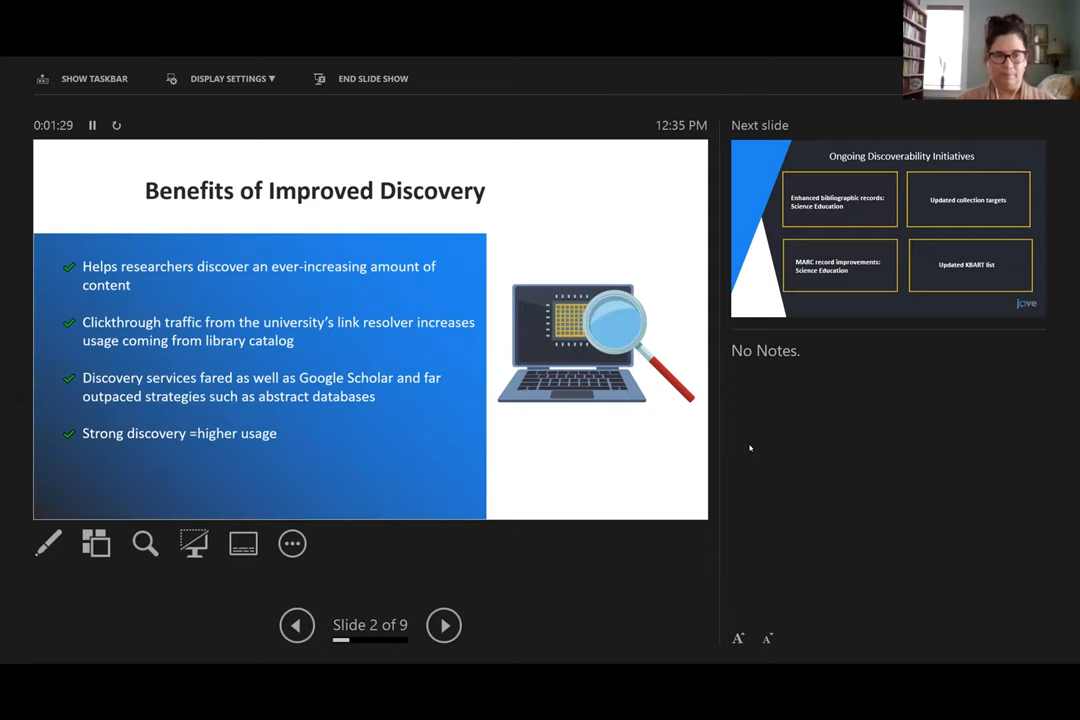 SHOW TASKBAR
DISPLAY SETTINGS ▼
END SLIDE SHOW
0:01:29
12:35 PM
Next slide
Benefits of Improved Discovery
Helps researchers discover an ever-increasing amount of
content
Clickthrough traffic from the university’s link resolver increases
usage coming from library catalog
Discovery services fared as well as Google Scholar and far
outpaced strategies such as abstract databases
Strong discovery =higher usage
Ongoing Discoverability Initiatives
Enhanced bibliographic records:
Science Education
Updated collection targets
MARC record improvements:
Science Education
Updated KBART list
jove
No Notes.
Slide 2 of 9
A
A